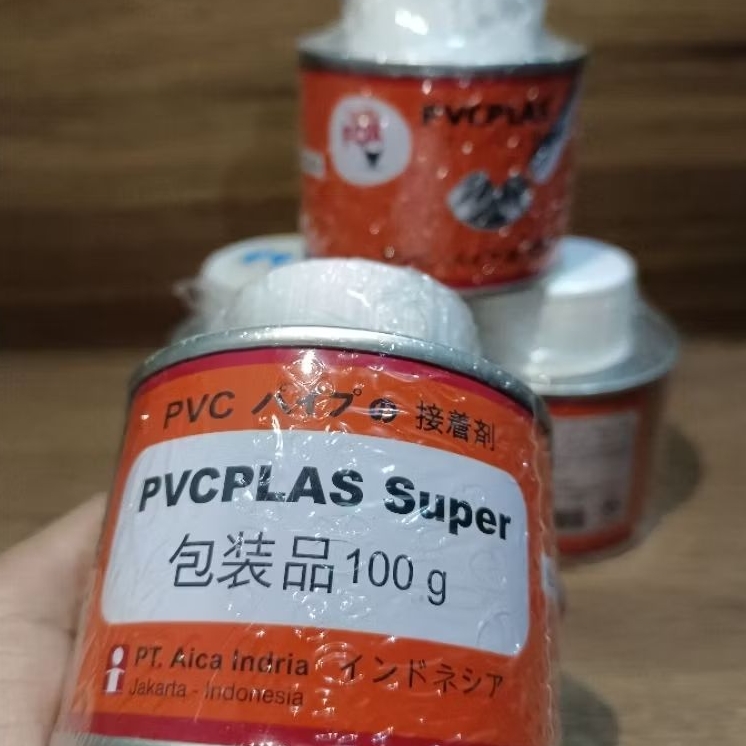 PVCPLAS
FOX
PVC パイプの 接着剤
PVCPLAS Super
包装品 100 g
PT. Aica Indria インドネシア
Jakarta - Indonesia